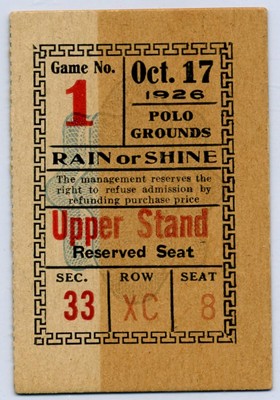 Game No. Oct. 17
1 1926
POLO
GROUNDS
RAIN or SHINE
The management reserves the
right to refuse admission by
refunding purchase price
Upper Stand
Reserved Seat
SEC. ROW SEAT
33 XC 8